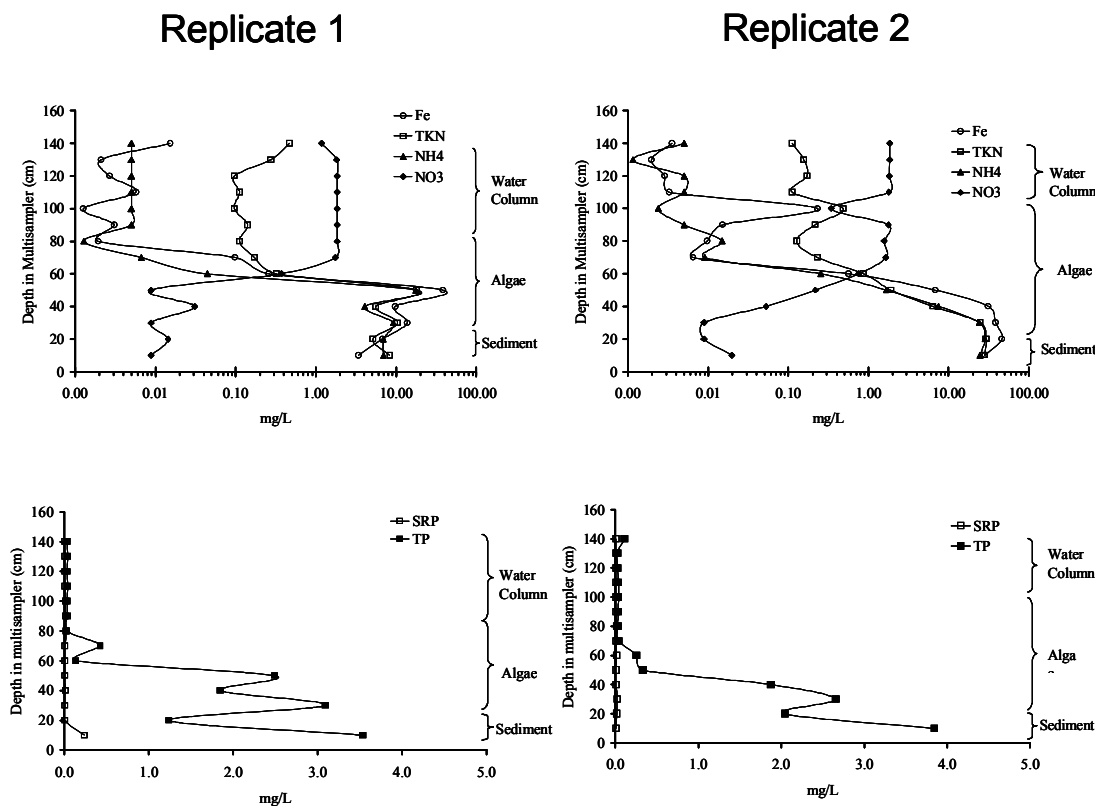 Replicate 1
Replicate 2
160
140
120
100
80
60
40
20
0
Depth in Multisampler (cm)
Fe
TKN
NH4
NO3
Water
Column
Algae
Sediment
0.00 0.01 0.10 1.00 10.00 100.00
mg/L
160
140
120
100
80
60
40
20
0
Depth in Multisampler (cm)
Fe
TKN
NH4
NO3
Water
Column
Algae
Sediment
0.00 0.01 0.10 1.00 10.00 100.00
mg/L
160
140
120
100
80
60
40
20
0
Depth in multisampler (cm)
SRP
TP
Water
Column
Algae
Sediment
0.0 1.0 2.0 3.0 4.0 5.0
mg/L
160
140
120
100
80
60
40
20
0
Depth in multisampler (cm)
SRP
TP
Water
Column
Alga
Sediment
0.0 1.0 2.0 3.0 4.0 5.0
mg/L